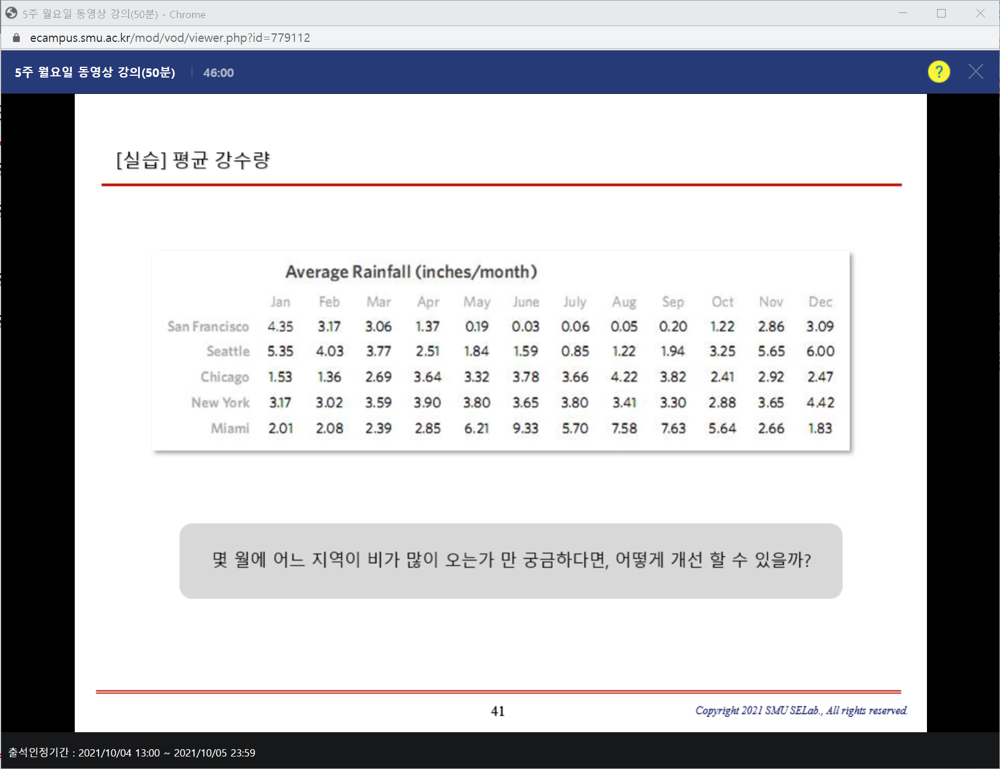 5주 월요일 동영상 강의(50분) - Chrome
ecampus.smu.ac.kr/mod/vod/viewer.php?id=779112
5주 월요일 동영상 강의(50분) 46:00 ?
[실습] 평균 강수량
Average Rainfall (inches/month)
Jan Feb Mar Apr May June July Aug Sep Oct Nov Dec
San Francisco 4.35 3.17 3.06 1.37 0.19 0.03 0.06 0.05 0.20 1.22 2.86 3.09
Seattle 5.35 4.03 3.77 2.51 1.84 1.59 0.85 1.22 1.94 3.25 5.65 6.00
Chicago 1.53 1.36 2.69 3.64 3.32 3.78 3.66 4.22 3.82 2.41 2.92 2.47
New York 3.17 3.02 3.59 3.90 3.80 3.65 3.80 3.41 3.30 2.88 3.65 4.42
Miami 2.01 2.08 2.39 2.85 6.21 9.33 5.70 7.58 7.63 5.64 2.66 1.83
몇 월에 어느 지역이 비가 많이 오는가 만 궁금하다면, 어떻게 개선 할 수 있을까?
41
Copyright 2021 SMU SELab., All rights reserved.
출석인정기간 : 2021/10/04 13:00 ~ 2021/10/05 23:59